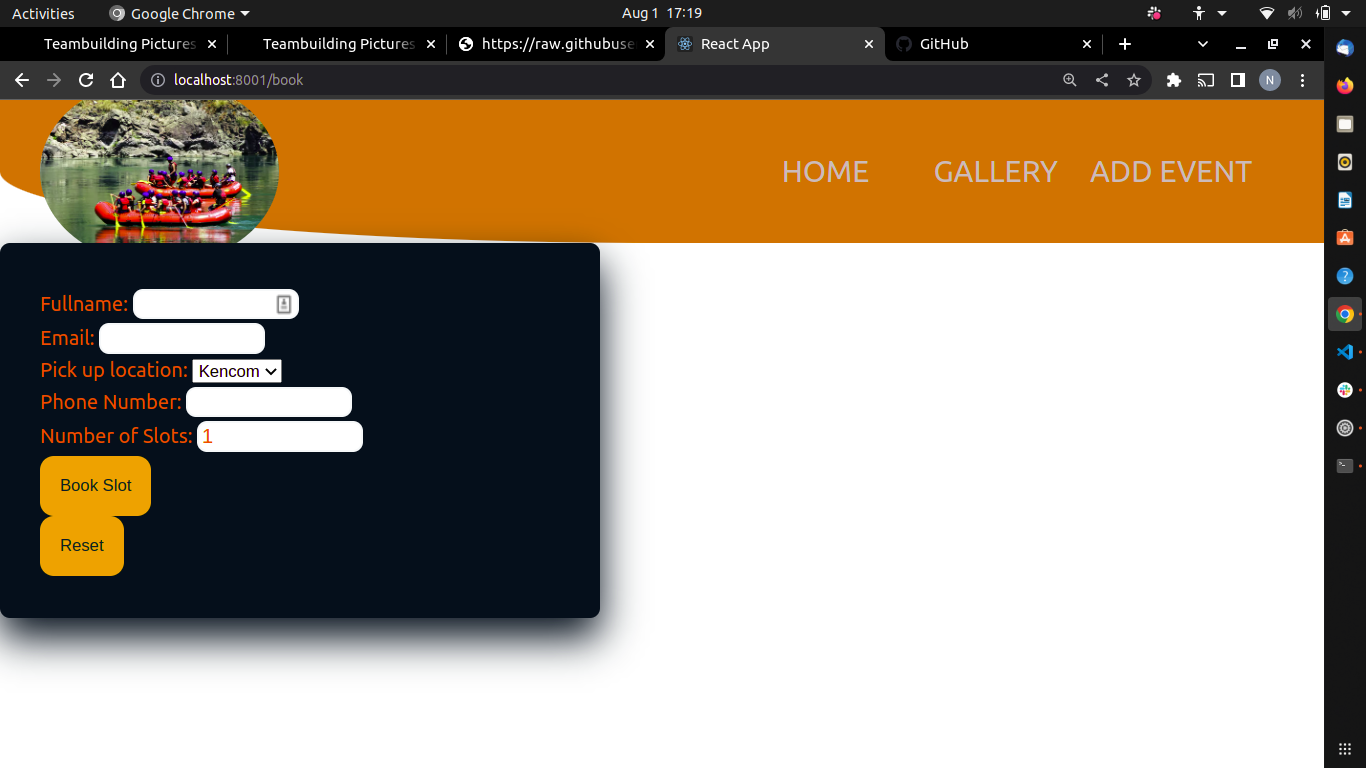 Activities Google Chrome Aug 1 17:19
Teambuilding Pictures Teambuilding Pictures https://raw.githubuse React App GitHub
localhost:8001/book N
HOME GALLERY ADD EVENT
Fullname:
Email:
Pick up location: Kencom
Phone Number:
Number of Slots: 1
Book Slot
Reset